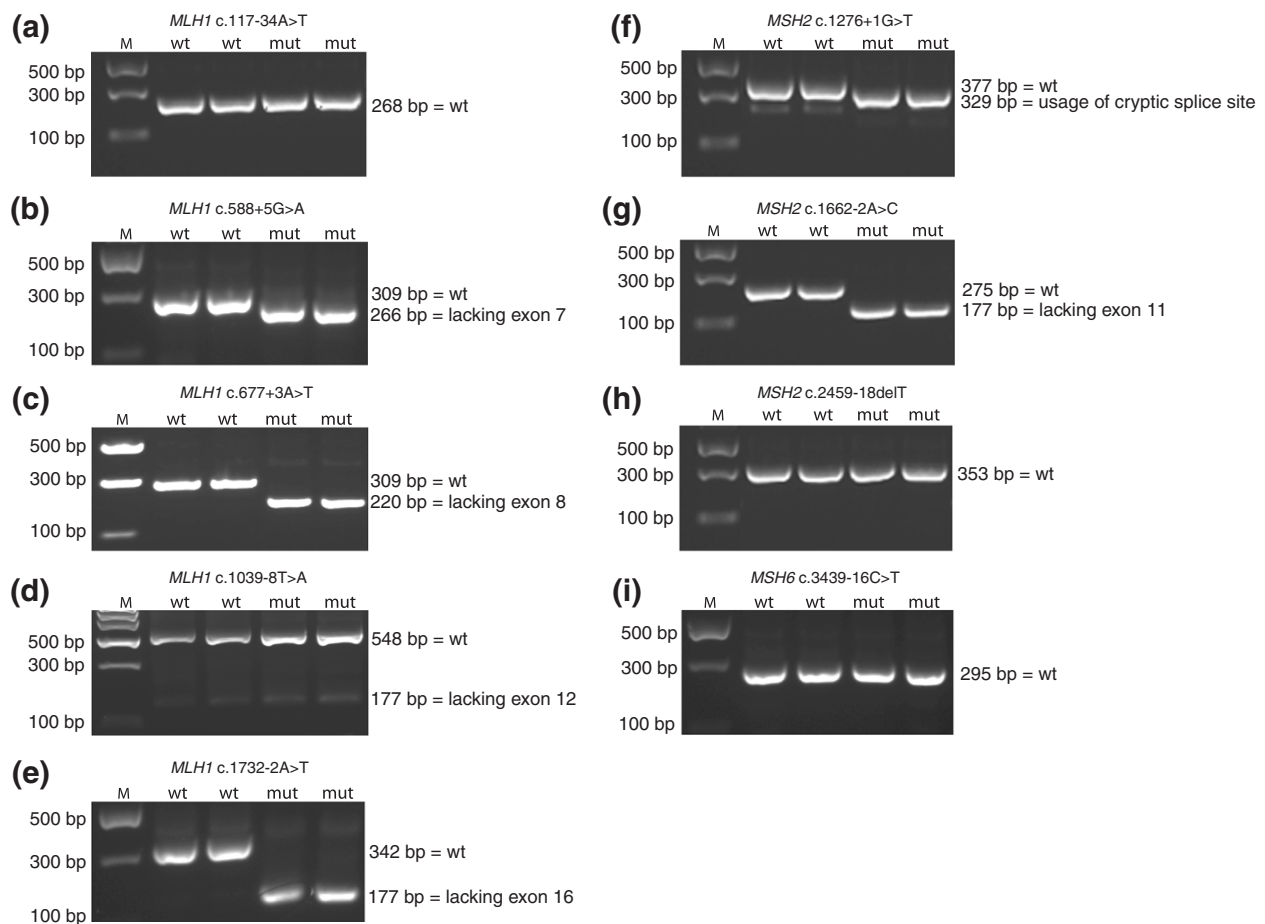 (a)
MLH1 c.117-34A>T
M wt wt mut mut
500 bp
300 bp
100 bp
268 bp = wt
(b)
MLH1 c.588+5G>A
M wt wt mut mut
500 bp
300 bp
100 bp
309 bp = wt
266 bp = lacking exon 7
(c)
MLH1 c.677+3A>T
M wt wt mut mut
500 bp
300 bp
100 bp
309 bp = wt
220 bp = lacking exon 8
(d)
MLH1 c.1039-8T>A
M wt wt mut mut
500 bp
300 bp
100 bp
548 bp = wt
177 bp = lacking exon 12
(e)
MLH1 c.1732-2A>T
M wt wt mut mut
500 bp
300 bp
100 bp
342 bp = wt
177 bp = lacking exon 16
(f)
MSH2 c.1276+1G>T
M wt wt mut mut
500 bp
300 bp
100 bp
377 bp = wt
329 bp = usage of cryptic splice site
(g)
MSH2 c.1662-2A>C
M wt wt mut mut
500 bp
300 bp
100 bp
275 bp = wt
177 bp = lacking exon 11
(h)
MSH2 c.2459-18delT
M wt wt mut mut
500 bp
300 bp
100 bp
353 bp = wt
(i)
MSH6 c.3439-16C>T
M wt wt mut mut
500 bp
300 bp
100 bp
295 bp = wt